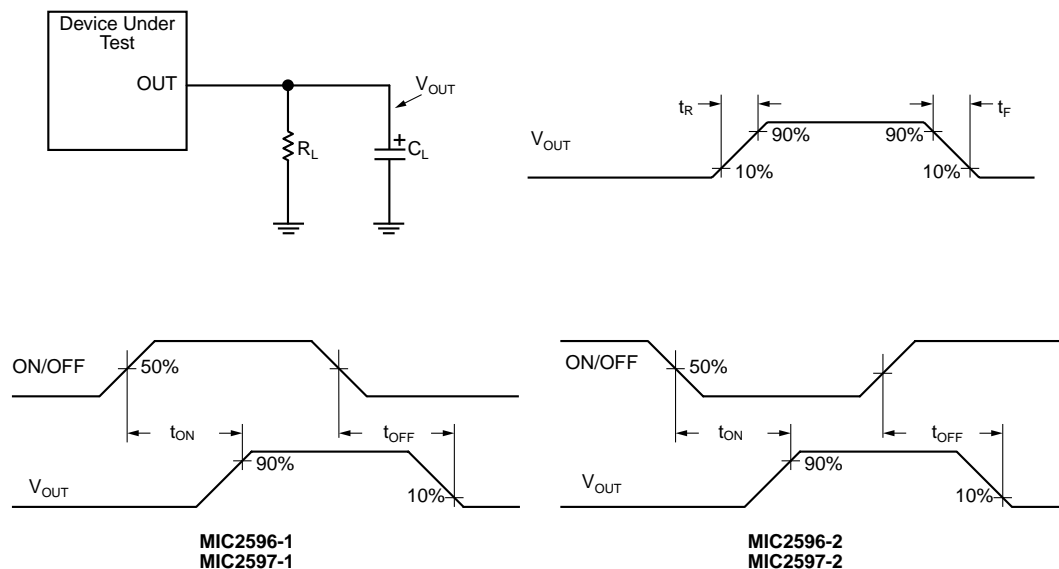 Device Under
Test
OUT
V_OUT
R_L
+
C_L
t_R
t_F
V_OUT
90%
90%
10%
10%
ON/OFF
50%
t_ON
t_OFF
90%
V_OUT
10%
MIC2596-1
MIC2597-1
ON/OFF
50%
t_ON
t_OFF
90%
V_OUT
10%
MIC2596-2
MIC2597-2